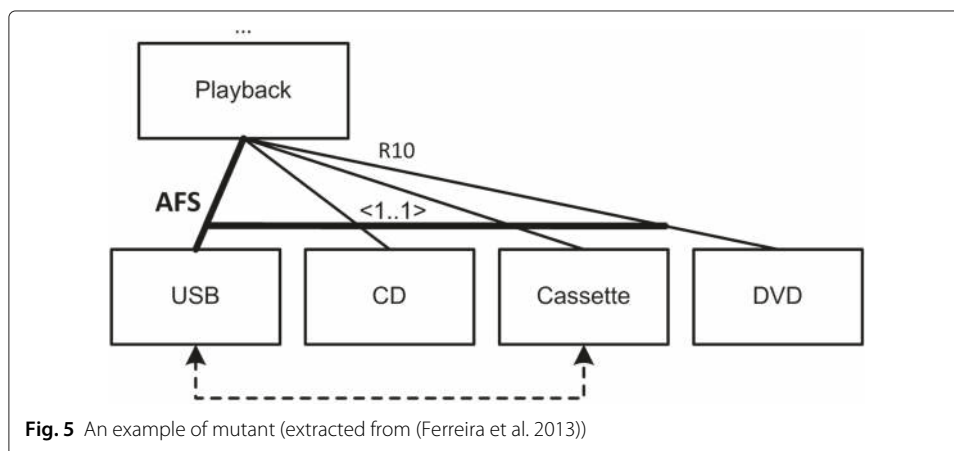 ...
Playback
R10
AFS
<1..1>
USB
CD
Cassette
DVD
Fig. 5 An example of mutant (extracted from (Ferreira et al. 2013))